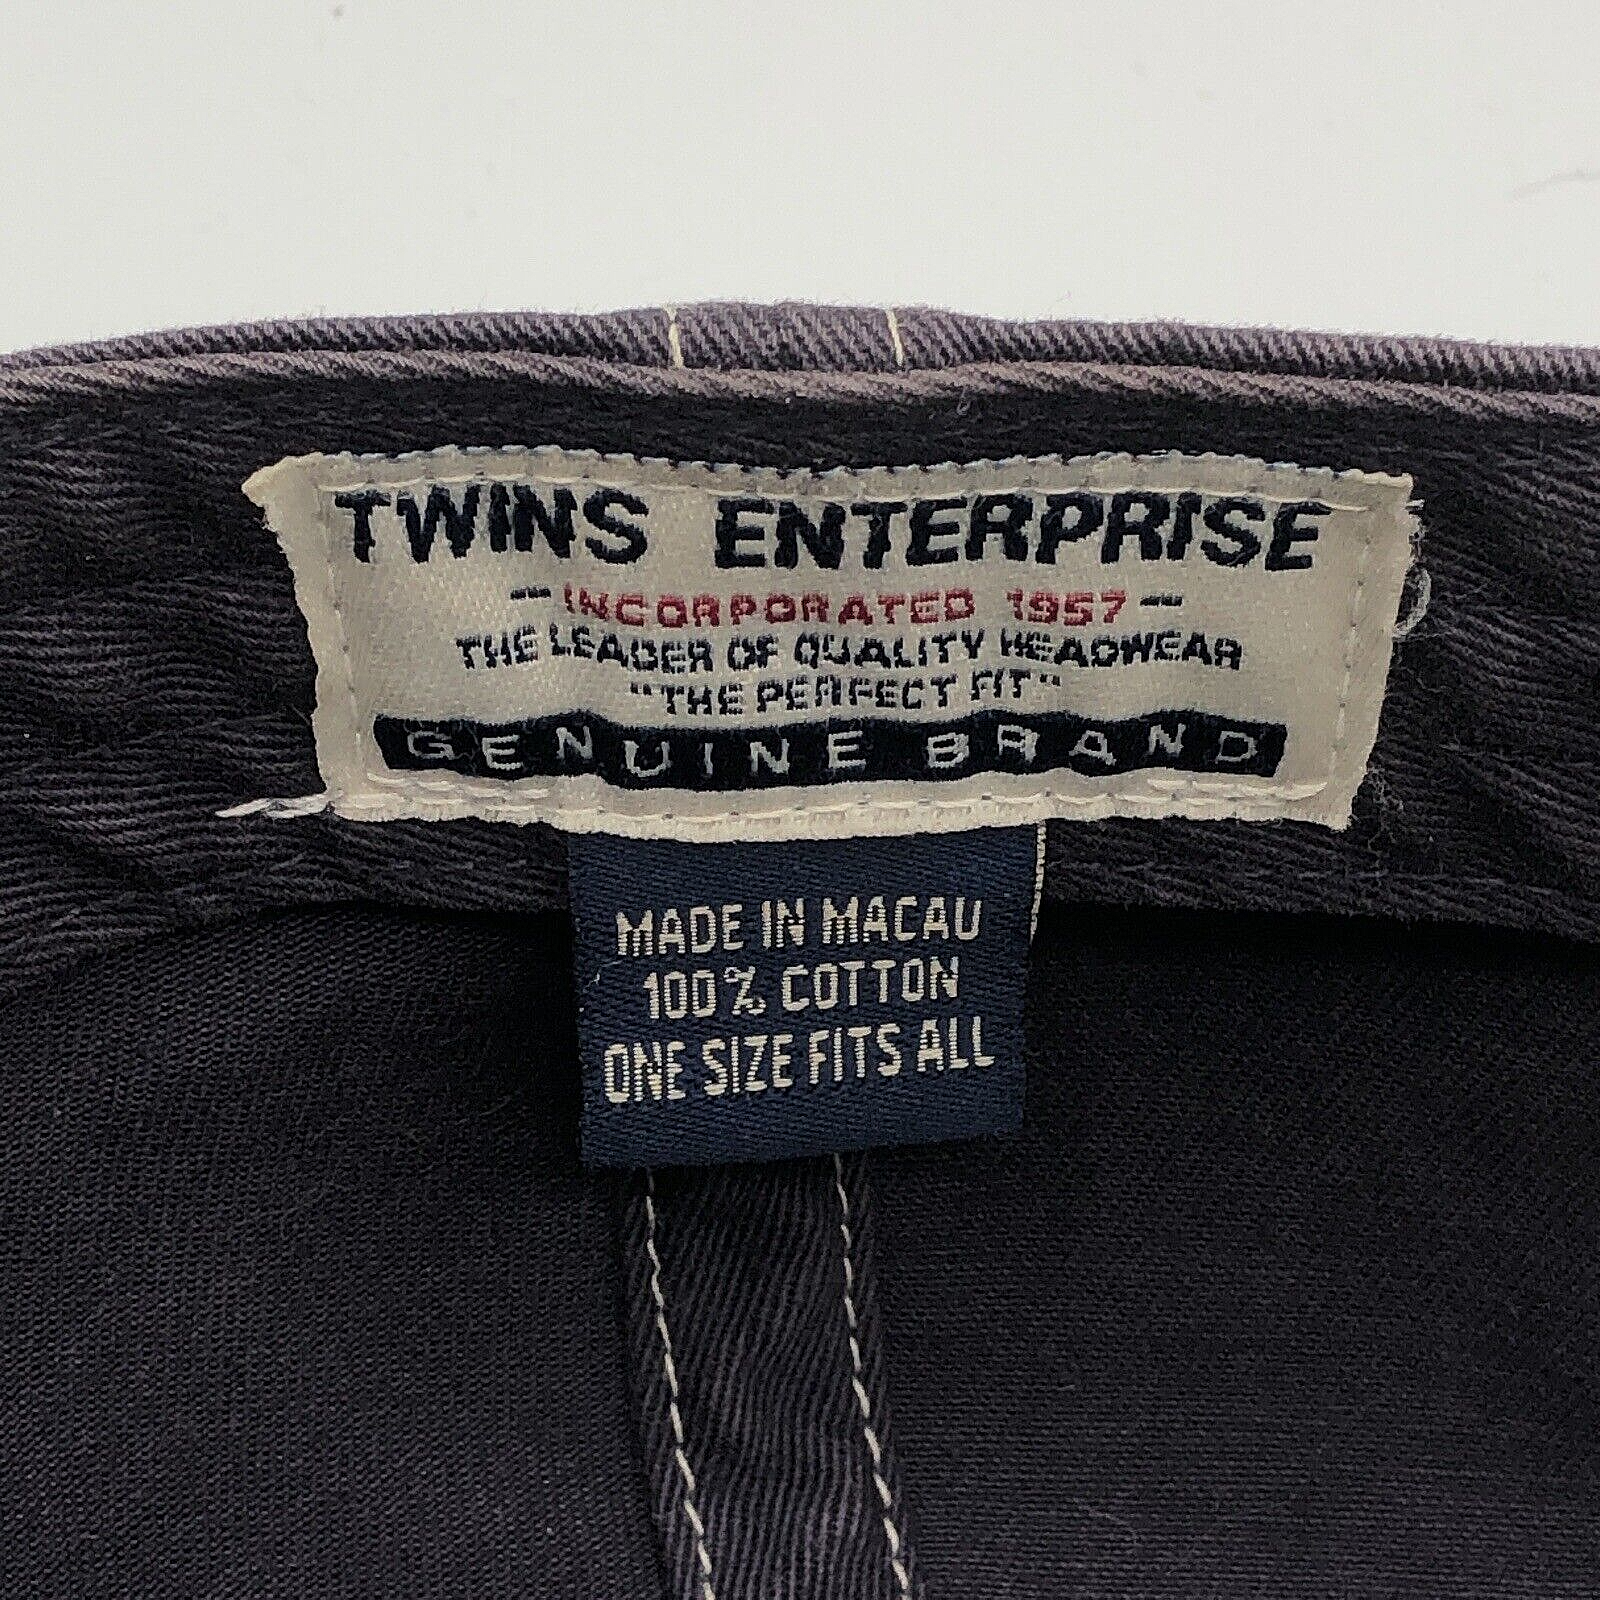 TWINS ENTERPRISE
- INCORPORATED 1957 -
THE LEADER OF QUALITY HEADWEAR
"THE PERFECT FIT"
GENUINE BRAND
MADE IN MACAU
100% COTTON
ONE SIZE FITS ALL